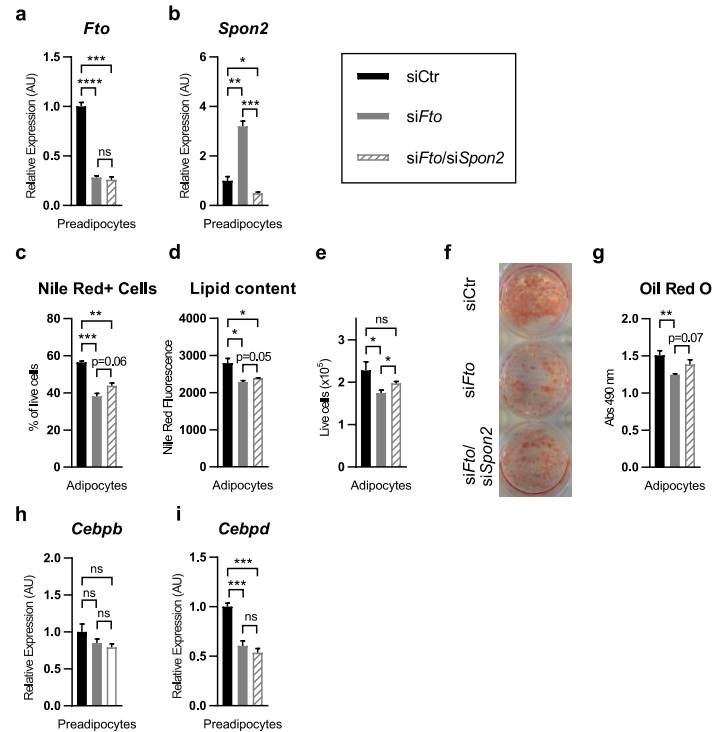 a
Fto
Relative Expression (AU)
1.5
1.0
0.5
0.0
***
****
ns
Preadipocytes
b
Spon2
Relative Expression (AU)
6
4
2
0
*
**
***
Preadipocytes
siCtr
siFto
siFto/siSpon2
c
Nile Red+ Cells
% of live cells
80
60
40
20
0
**
***
p=0.06
Adipocytes
d
Lipid content
Nile Red Fluorescence
4000
3000
2000
1000
0
*
*
p=0.05
Adipocytes
e
Live cells (x10⁵)
3
2
1
0
ns
*
*
Adipocytes
f
siCtr
siFto
siFto/
siSpon2
g
Oil Red O
Abs 490 nm
2.0
1.5
1.0
0.5
0.0
**
p=0.07
Adipocytes
h
Cebpb
Relative Expression (AU)
2.0
1.5
1.0
0.5
0.0
ns
ns
ns
Preadipocytes
i
Cebpd
Relative Expression (AU)
1.5
1.0
0.5
0.0
***
***
ns
Preadipocytes